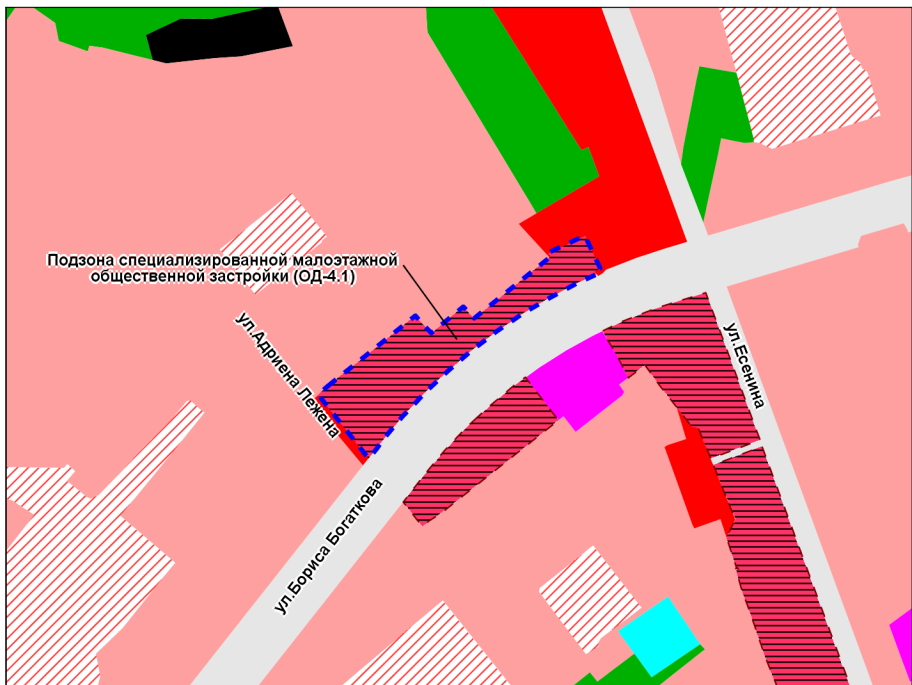 Подзона специализированной малоэтажной
общественной застройки (ОД-4.1)
ул.Адриена Лежена
ул.Есенина
ул.Бориса Богаткова